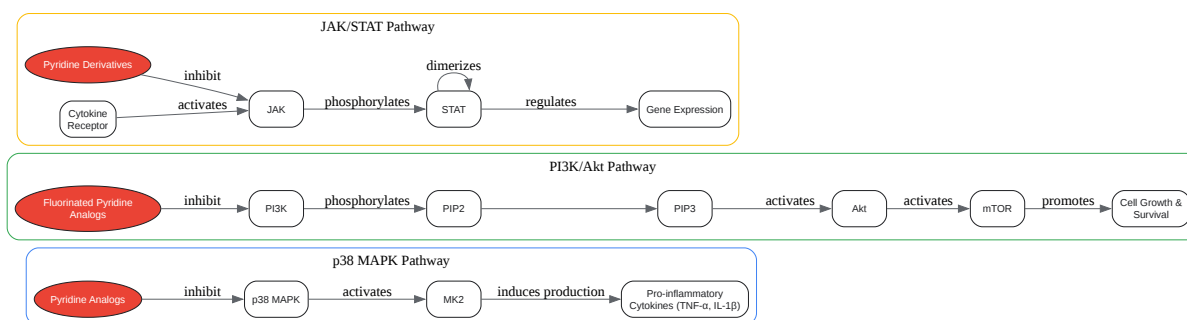 JAK/STAT Pathway
Pyridine Derivatives
inhibit
Cytokine
Receptor
activates
JAK
phosphorylates
dimerizes
STAT
regulates
Gene Expression
PI3K/Akt Pathway
Fluorinated Pyridine
Analogs
inhibit
PI3K
phosphorylates
PIP2
PIP3
activates
Akt
activates
mTOR
promotes
Cell Growth &
Survival
p38 MAPK Pathway
Pyridine Analogs
inhibit
p38 MAPK
activates
MK2
induces production
Pro-inflammatory
Cytokines (TNF-α, IL-1β)